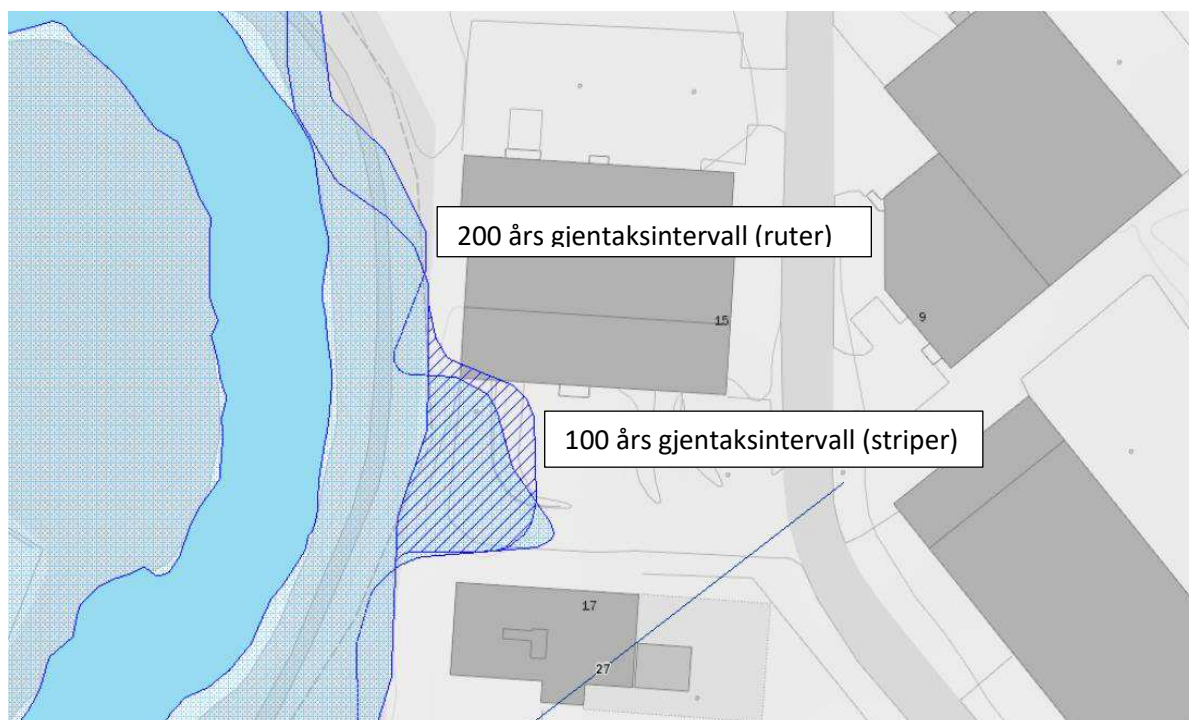 200 års gjentaksintervall (ruter)
15
9
100 års gjentaksintervall (striper)
17
27